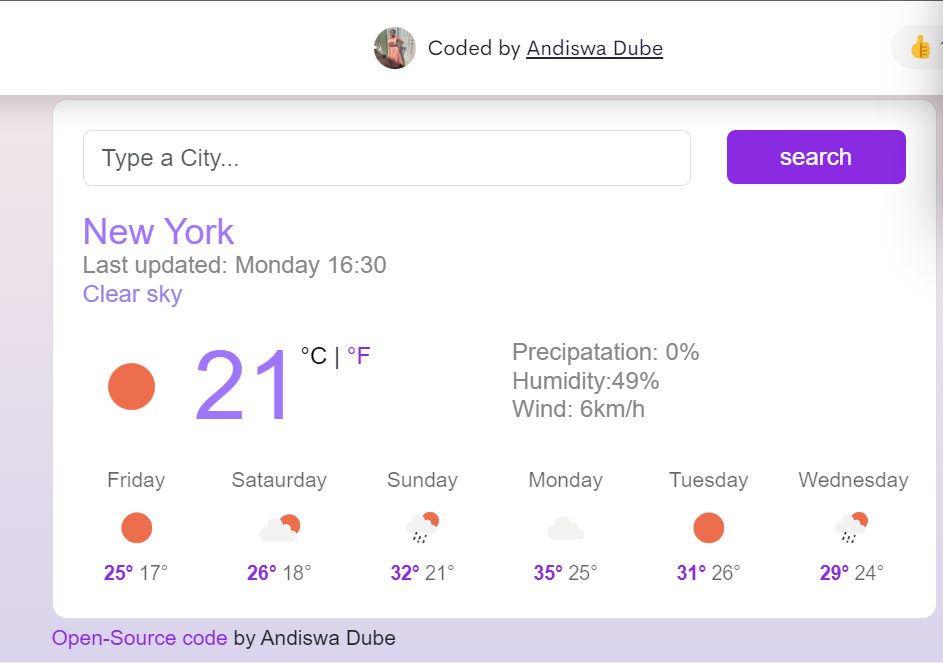 Coded by Andiswa Dube
Type a City...
search
New York
Last updated: Monday 16:30
Clear sky
21 °C | °F
Precipatation: 0%
Humidity:49%
Wind: 6km/h
Friday Sataurday Sunday Monday Tuesday Wednesday
25° 17° 26° 18° 32° 21° 35° 25° 31° 26° 29° 24°
Open-Source code by Andiswa Dube